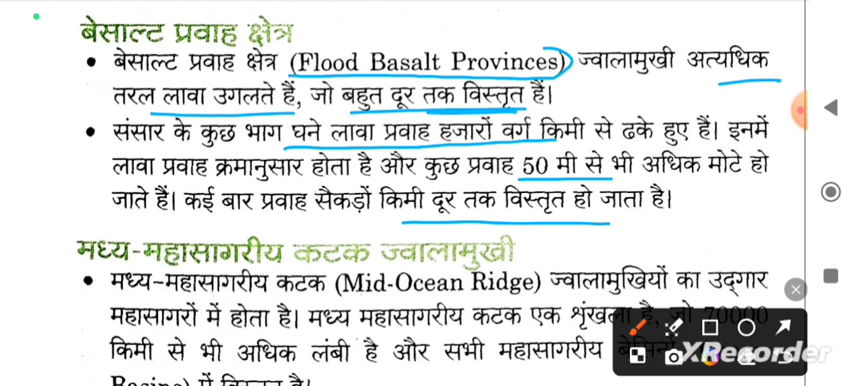 बेसाल्ट प्रवाह क्षेत्र
• बेसाल्ट प्रवाह क्षेत्र (Flood Basalt Provinces) ज्वालामुखी अत्यधिक
तरल लावा उगलते हैं, जो बहुत दूर तक विस्तृत हैं।
• संसार के कुछ भाग घने लावा प्रवाह हजारों वर्ग किमी से ढके हुए हैं। इनमें
लावा प्रवाह क्रमानुसार होता है और कुछ प्रवाह 50 मी से भी अधिक मोटे हो
जाते हैं। कई बार प्रवाह सैकड़ों किमी दूर तक विस्तृत हो जाता है।
मध्य-महासागरीय कटक ज्वालामुखी
• मध्य-महासागरीय कटक (Mid-Ocean Ridge) ज्वालामुखियों का उद्गार
महासागरों में होता है। मध्य महासागरीय कटक एक शृंखला है, जो 70000
किमी से भी अधिक लंबी है और सभी महासागरीय
XRecorder